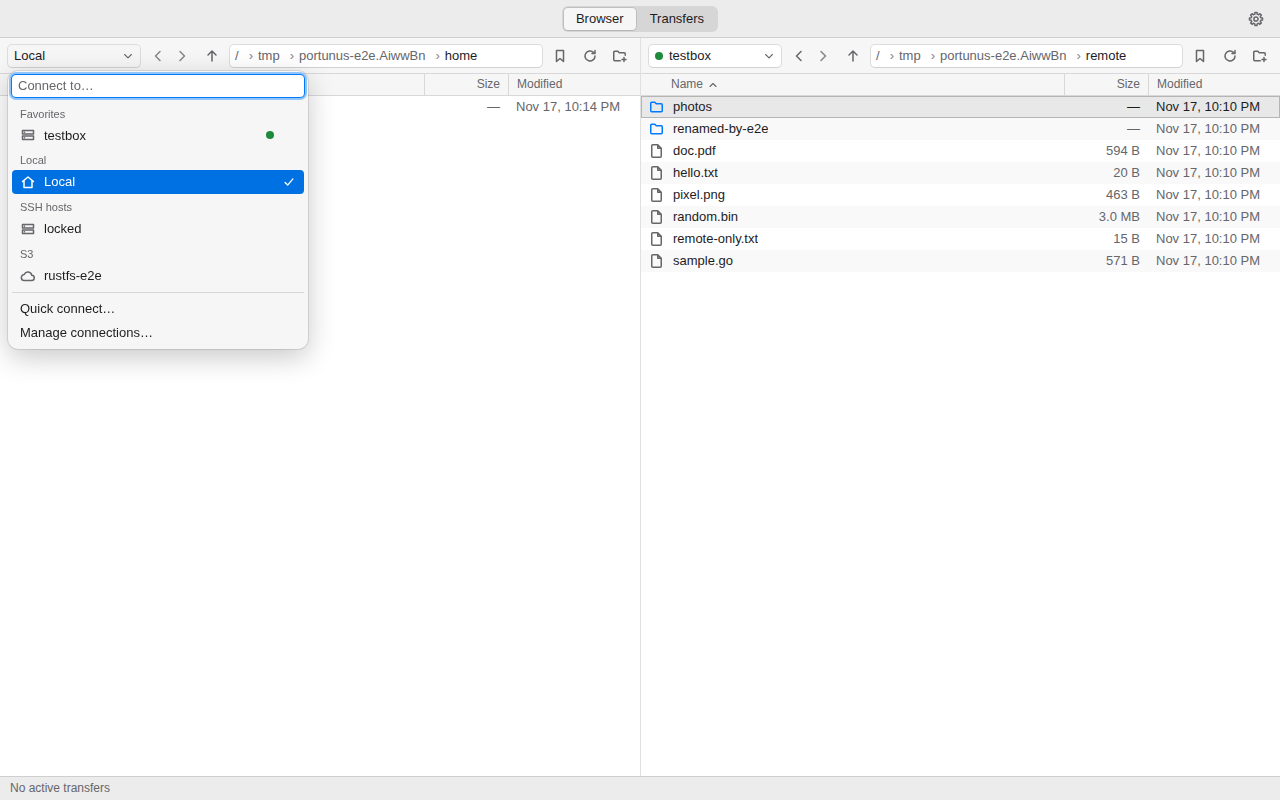 Browser Transfers
Local / › tmp › portunus-e2e.AiwwBn › home
testbox / › tmp › portunus-e2e.AiwwBn › remote
Connect to…
Favorites
testbox
Local
Local
SSH hosts
locked
S3
rustfs-e2e
Quick connect…
Manage connections…
Size Modified
— Nov 17, 10:14 PM
Name Size Modified
photos — Nov 17, 10:10 PM
renamed-by-e2e — Nov 17, 10:10 PM
doc.pdf 594 B Nov 17, 10:10 PM
hello.txt 20 B Nov 17, 10:10 PM
pixel.png 463 B Nov 17, 10:10 PM
random.bin 3.0 MB Nov 17, 10:10 PM
remote-only.txt 15 B Nov 17, 10:10 PM
sample.go 571 B Nov 17, 10:10 PM
No active transfers